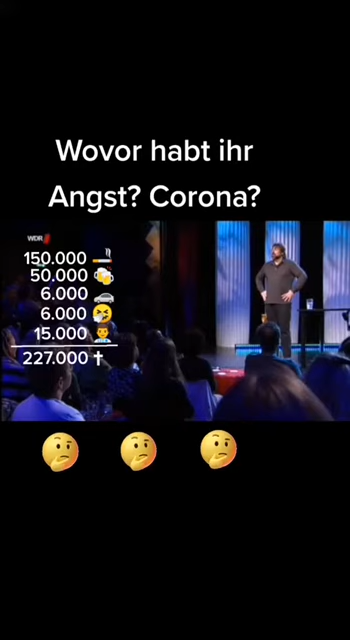 Wovor habt ihr
Angst? Corona?
WDR
150.000 🚬
50.000 🍻
6.000 🚗
6.000 🤧
15.000 👨‍⚕️
227.000 ✝